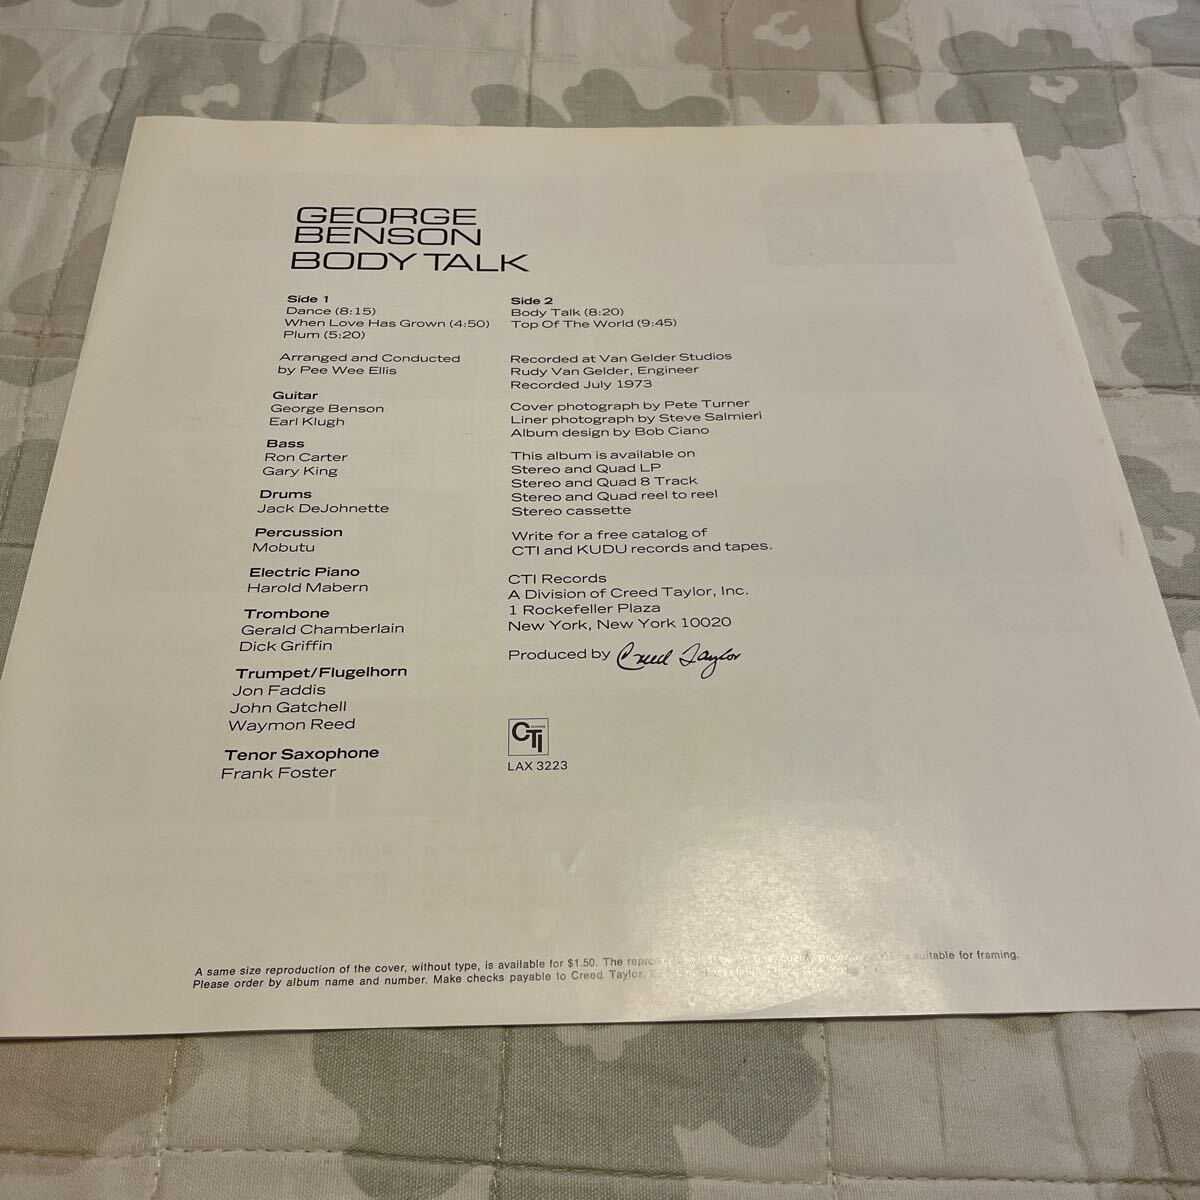 GEORGE
BENSON
BODY TALK
Side 1
Dance (8:15)
When Love Has Grown (4:50)
Plum (5:20)
Arranged and Conducted
by Pee Wee Ellis
Guitar
George Benson
Earl Klugh
Bass
Ron Carter
Gary King
Drums
Jack DeJohnette
Percussion
Mobutu
Electric Piano
Harold Mabern
Trombone
Gerald Chamberlain
Dick Griffin
Trumpet/Flugelhorn
Jon Faddis
John Gatchell
Waymon Reed
Tenor Saxophone
Frank Foster
Side 2
Body Talk (8:20)
Top Of The World (9:45)
Recorded at Van Gelder Studios
Rudy Van Gelder, Engineer
Recorded July 1973
Cover photograph by Pete Turner
Liner photograph by Steve Salmieri
Album design by Bob Ciano
This album is available on
Stereo and Quad LP
Stereo and Quad 8 Track
Stereo and Quad reel to reel
Stereo cassette
Write for a free catalog of
CTI and KUDU records and tapes.
CTI Records
A Division of Creed Taylor, Inc.
1 Rockefeller Plaza
New York, New York 10020
Produced by Creed Taylor
CTI
LAX 3223
A same size reproduction of the cover, without type, is available for $1.50. The suitable for framing.
Please order by album name and number. Make checks payable to Creed Taylor,